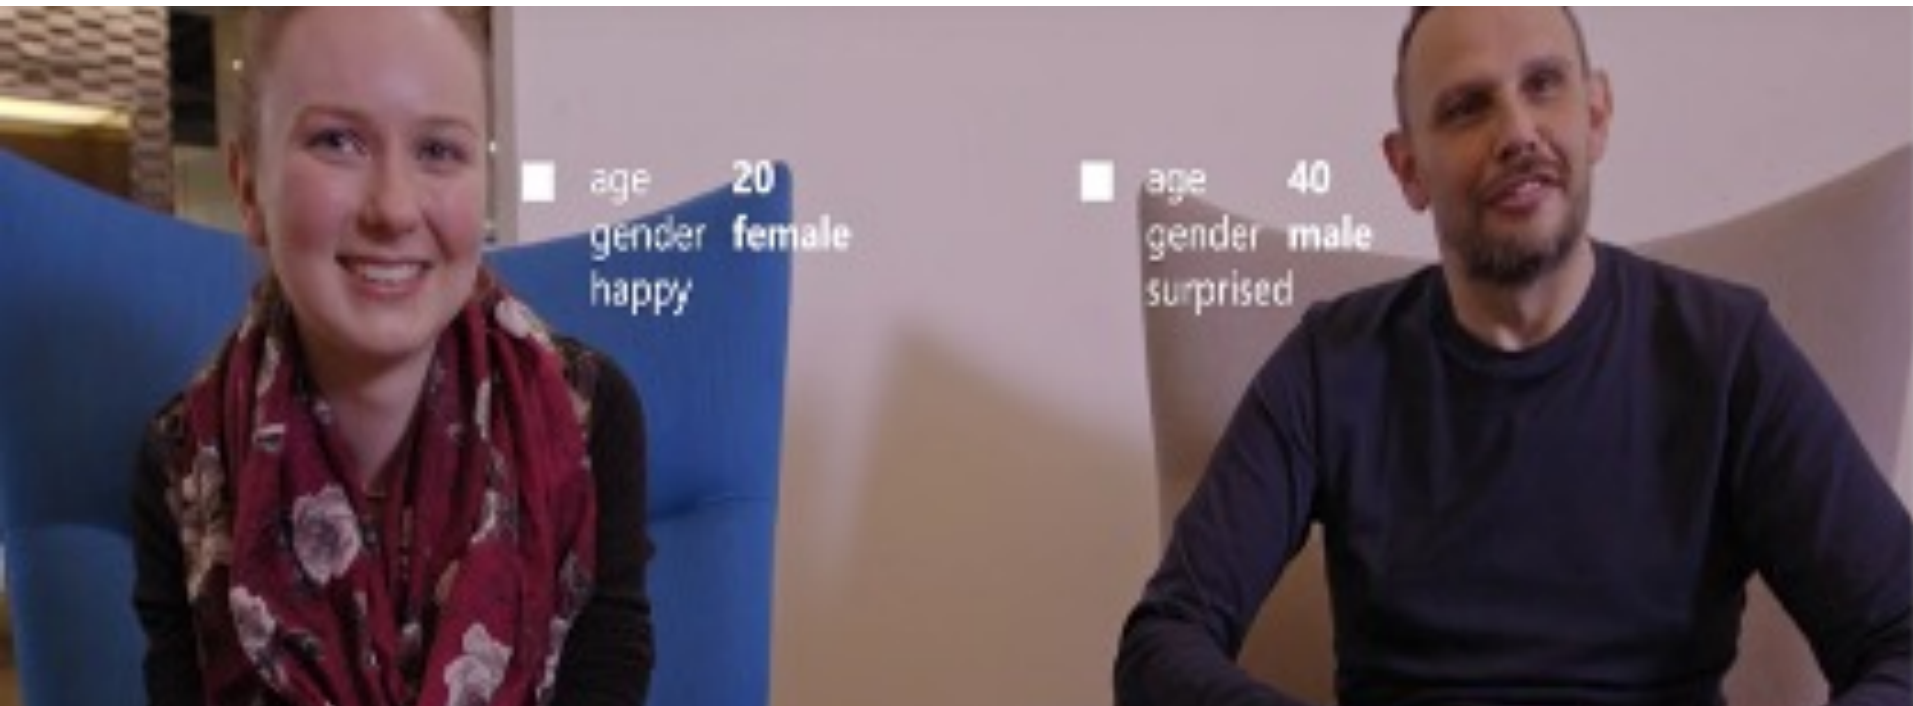 age 20
gender female
happy
age 40
gender male
surprised